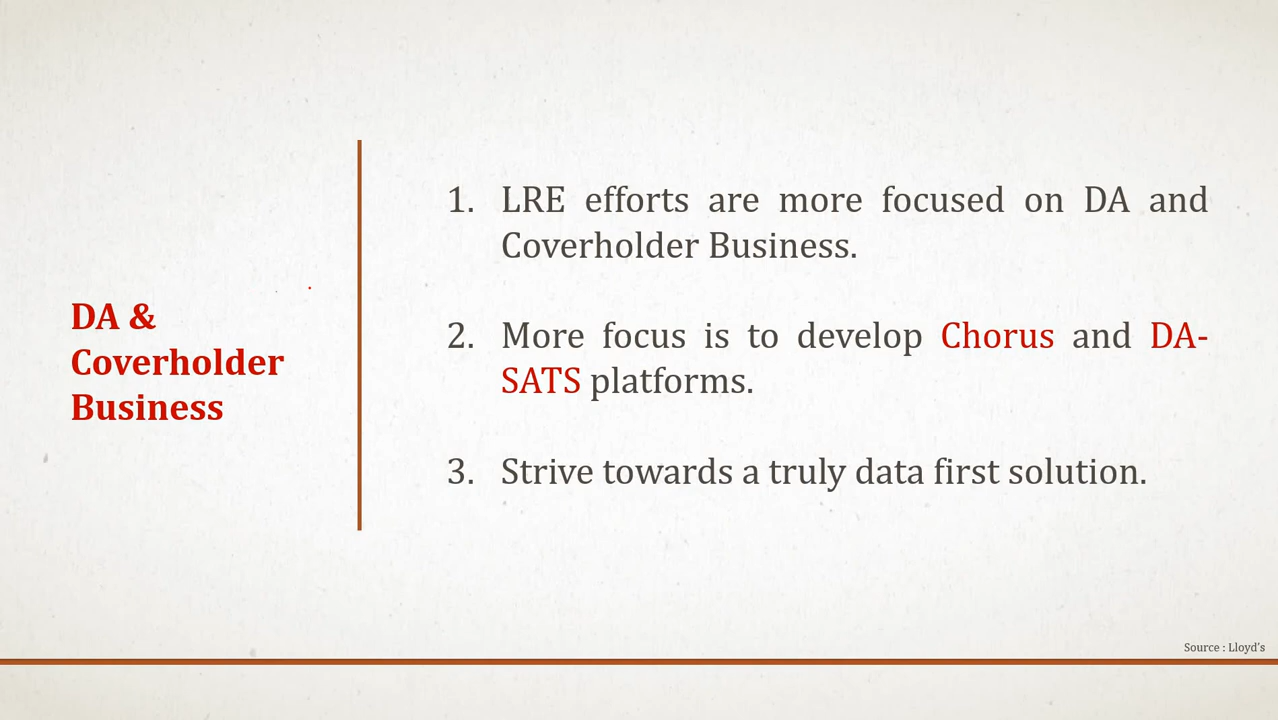 DA &
Coverholder
Business
1. LRE efforts are more focused on DA and
Coverholder Business.
2. More focus is to develop Chorus and DA-
SATS platforms.
3. Strive towards a truly data first solution.
Source : Lloyd's